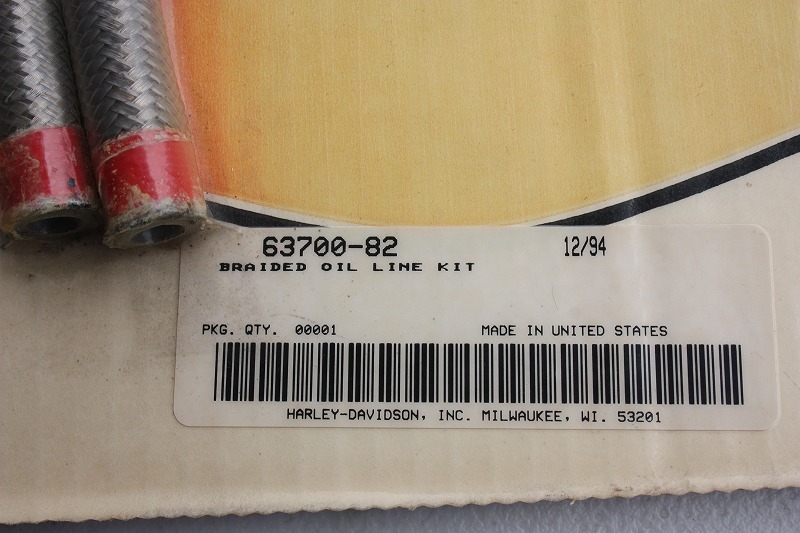 63700-82 12/94
BRAIDED OIL LINE KIT
PKG. QTY. 00001 MADE IN UNITED STATES
HARLEY-DAVIDSON, INC. MILWAUKEE, WI. 53201